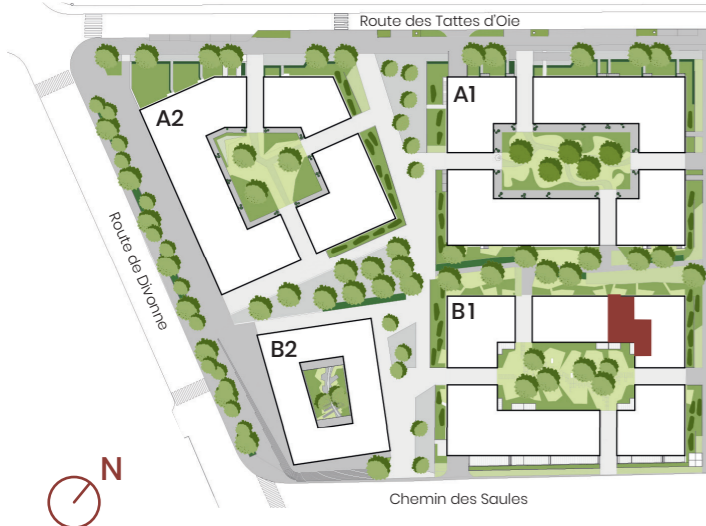 Route des Tattes d'Oie
A2
A1
Route de Divonne
B1
B2
N
Chemin des Saules